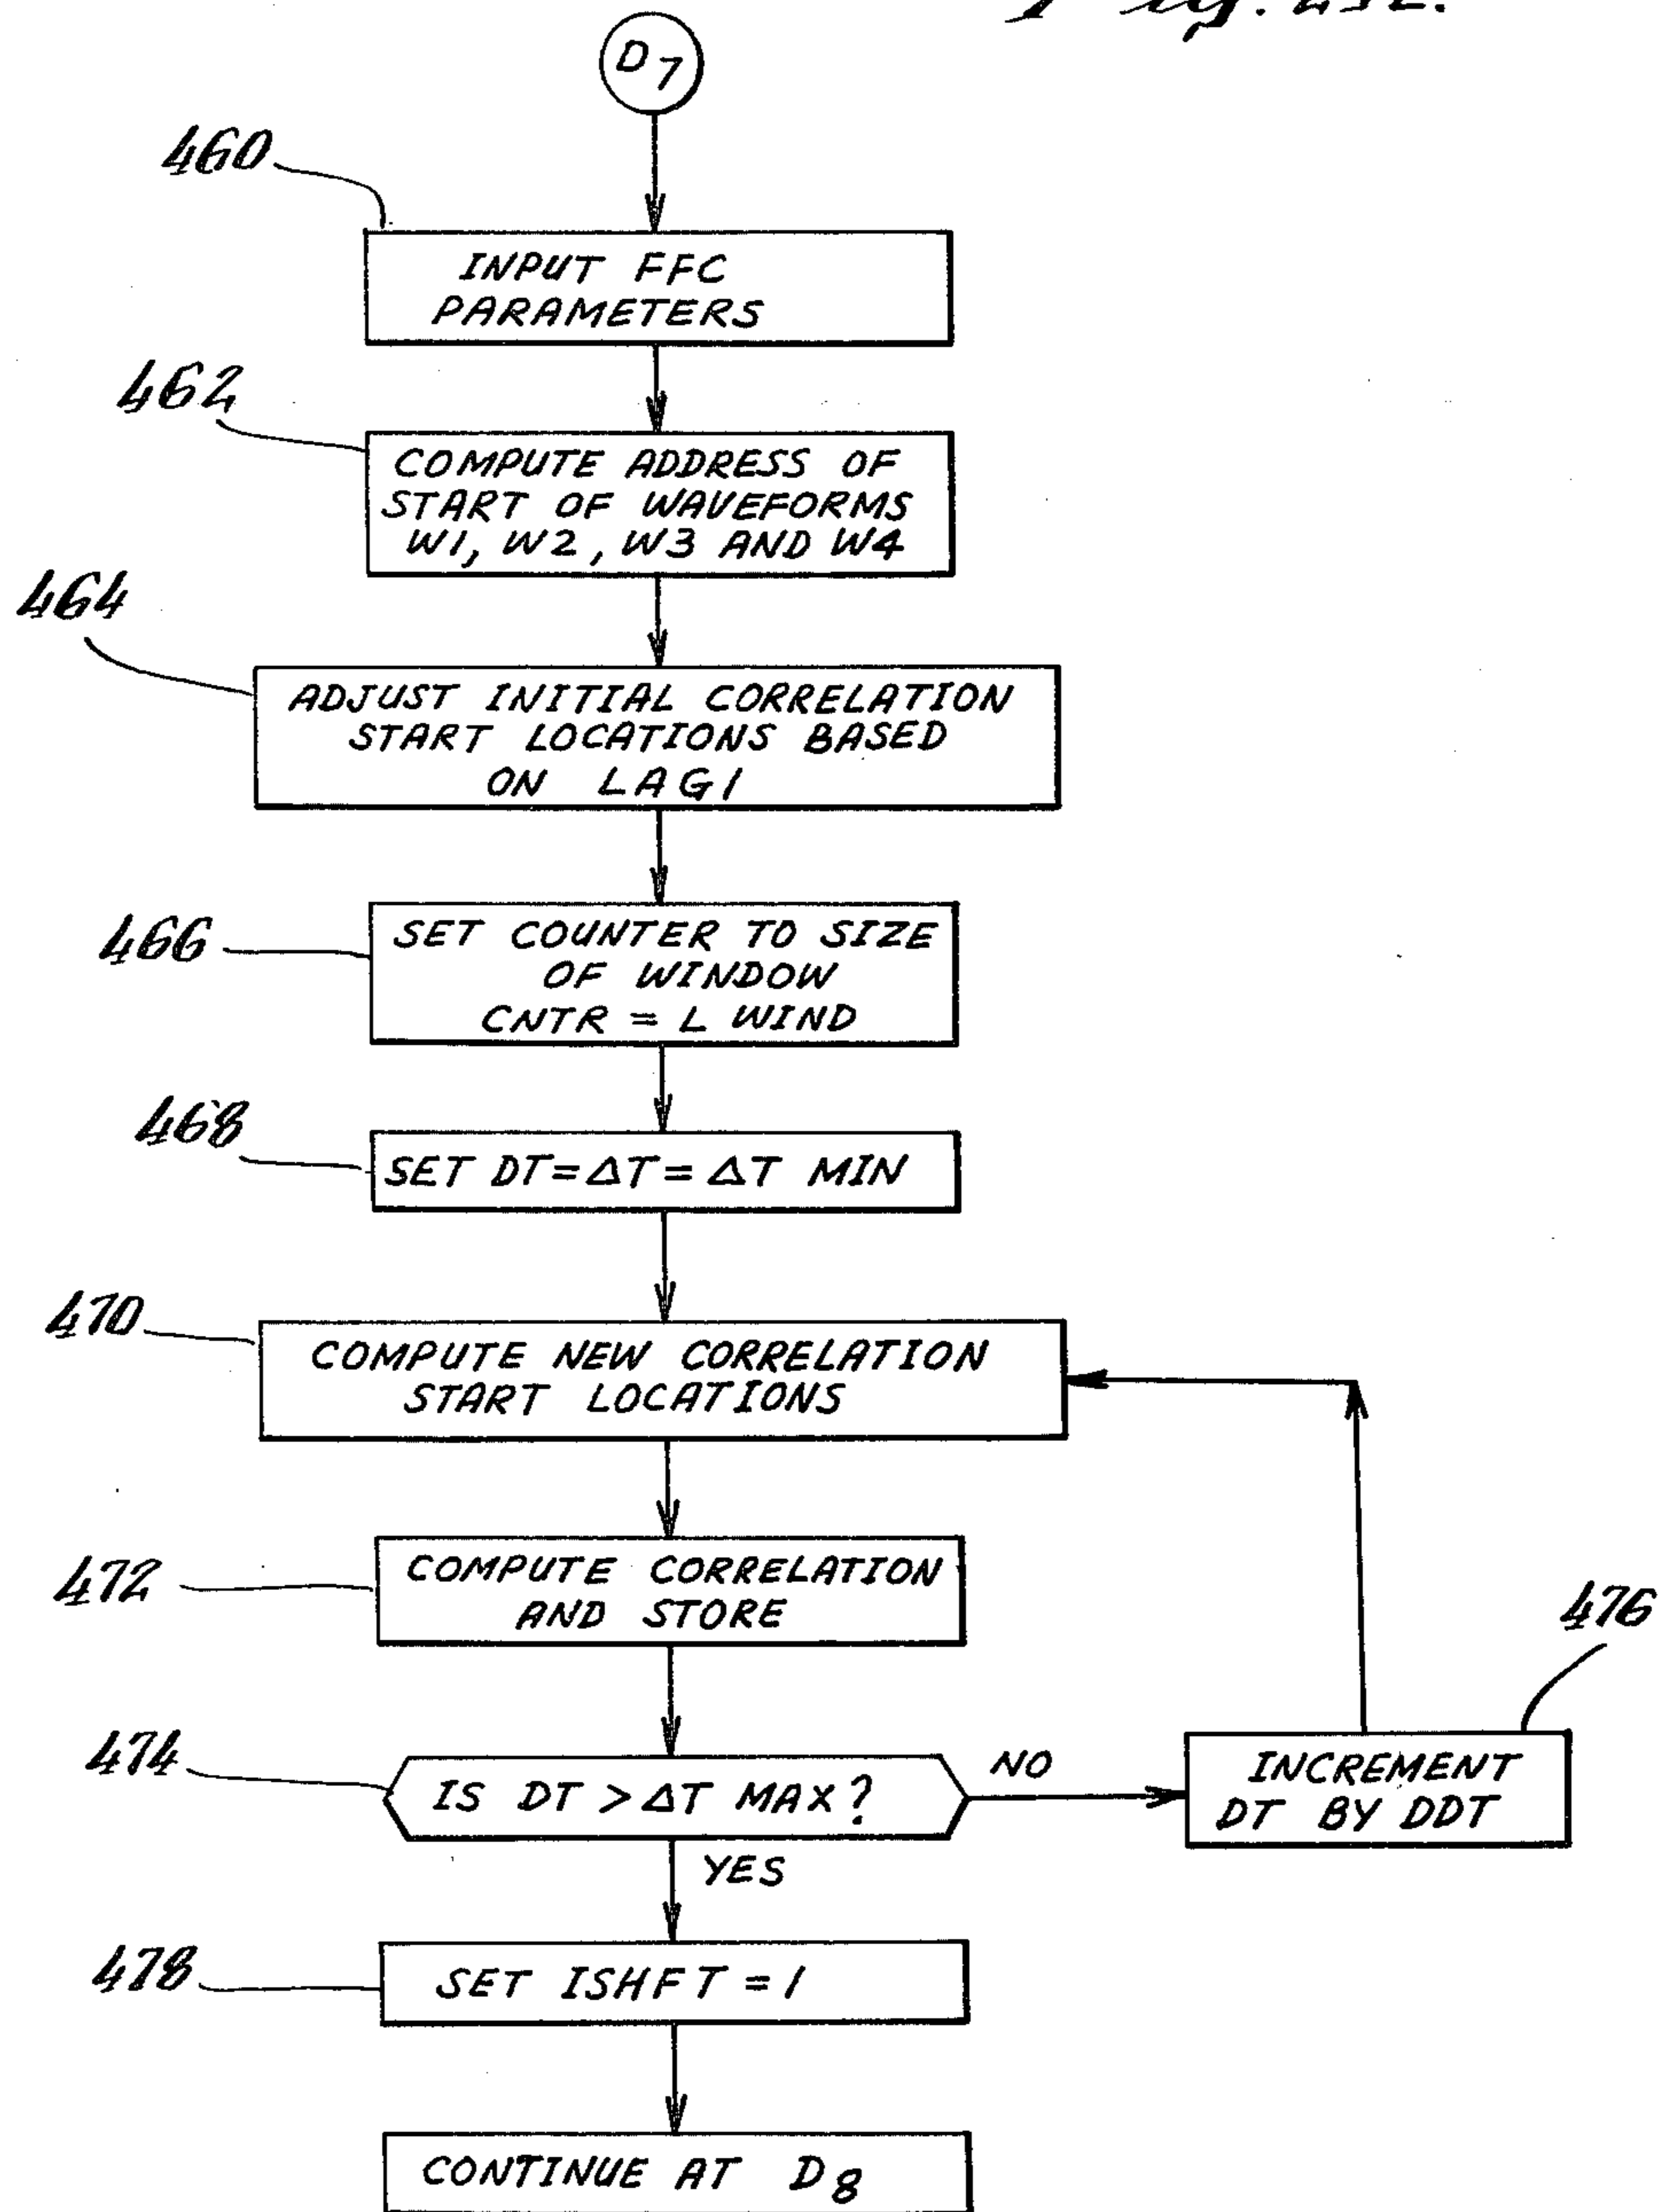 D7
460
INPUT FFC
PARAMETERS
462
COMPUTE ADDRESS OF
START OF WAVEFORMS
W1, W2, W3 AND W4
464
ADJUST INITIAL CORRELATION
START LOCATIONS BASED
ON LAG1
466
SET COUNTER TO SIZE
OF WINDOW
CNTR = L WIND
468
SET DT=ΔT=ΔT MIN
470
COMPUTE NEW CORRELATION
START LOCATIONS
472
COMPUTE CORRELATION
AND STORE
474
IS DT > ΔT MAX?
NO
476
INCREMENT
DT BY DDT
YES
478
SET ISHFT = 1
CONTINUE AT D8